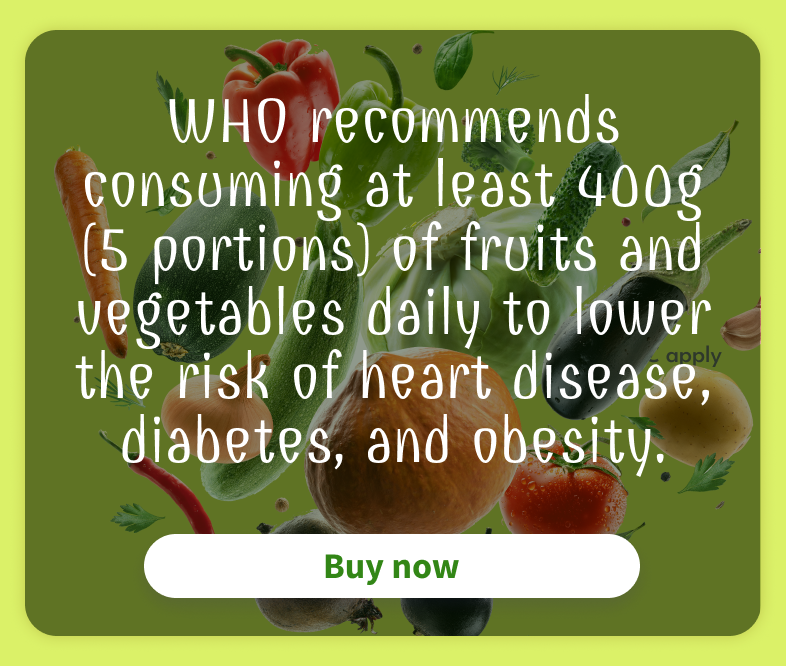 WHO recommends
consuming at least 400g
(5 portions) of fruits and
vegetables daily to lower
apply
the risk of heart disease,
diabetes, and obesity.
Buy now